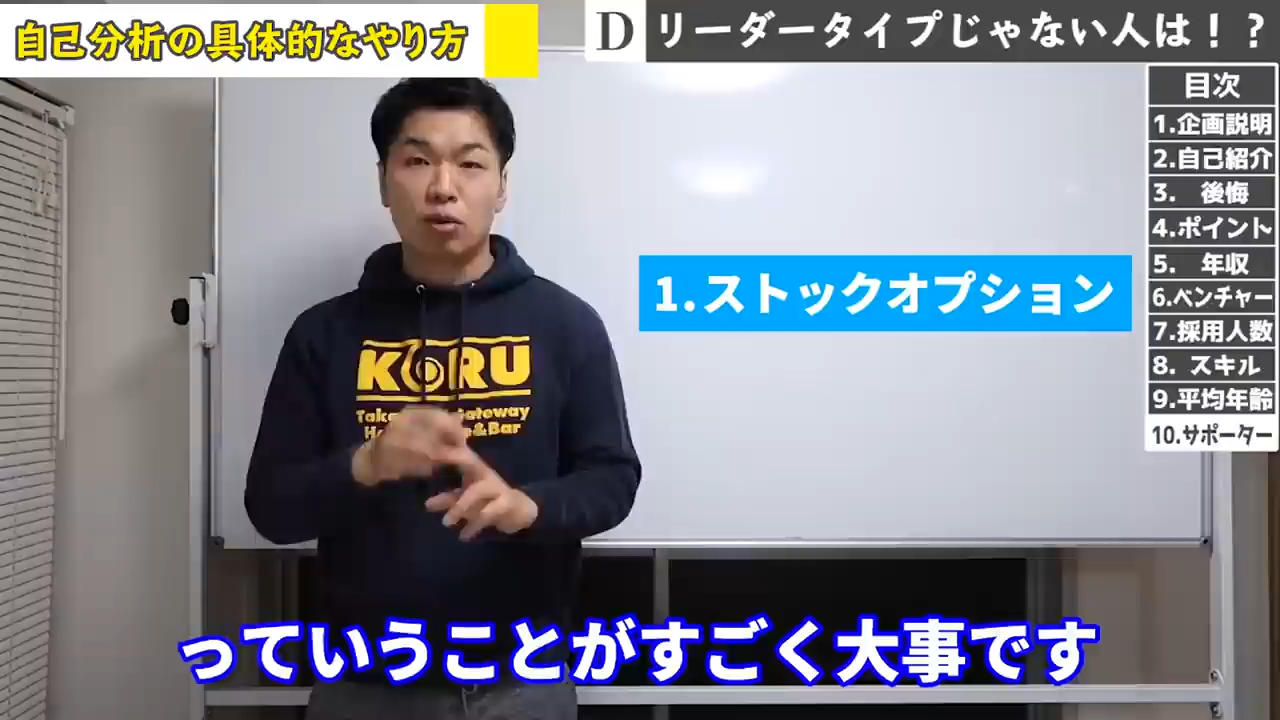 自己分析の具体的なやり方
D リーダータイプじゃない人は！？
目次
1.企画説明
2.自己紹介
3. 後悔
4.ポイント
5. 年収
6.ベンチャー
7.採用人数
8. スキル
9.平均年齢
10.サポーター
1.ストックオプション
KORU
&Bar
っていうことがすごく大事です